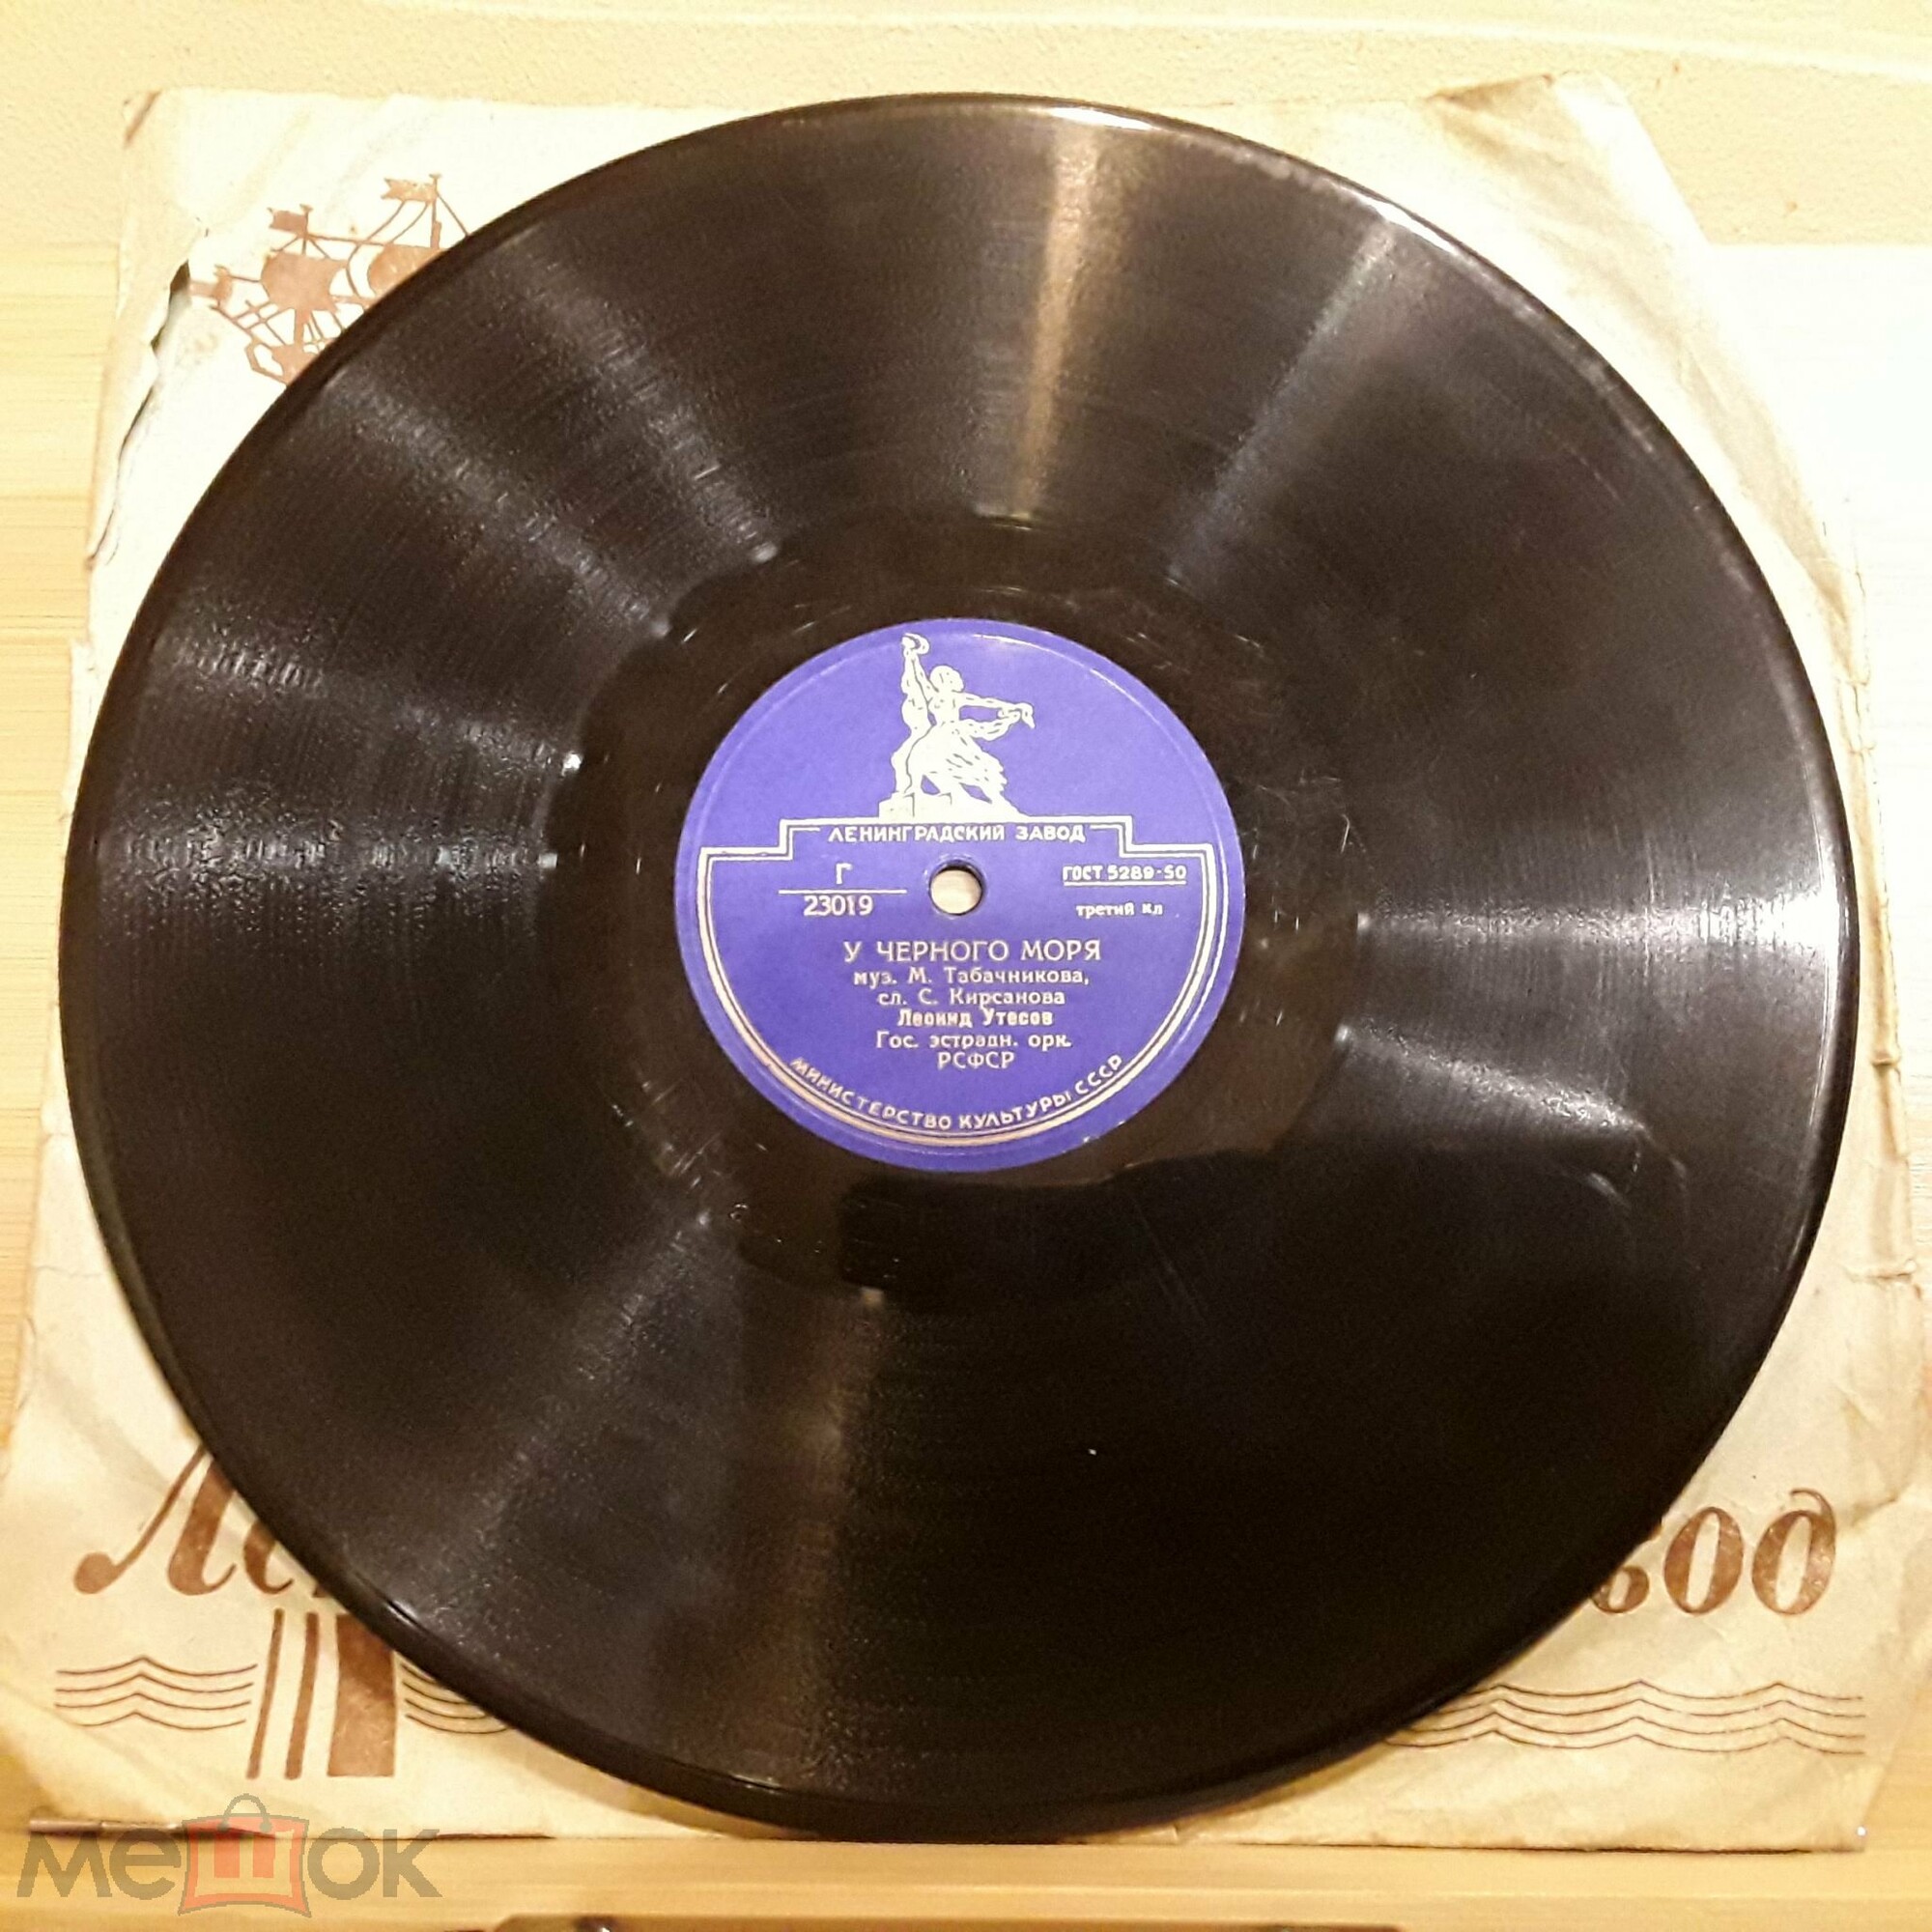 ЛЕНИНГРАДСКИЙ ЗАВОД
Г
23019
ГОСТ 5289-50
третий кл
У ЧЕРНОГО МОРЯ
муз. М. Табачникова,
сл. С. Кирсанова
Леонид Утесов
Гос. эстрадн. орк.
РСФСР
МИНИСТЕРСТВО КУЛЬТУРЫ СССР
Ле вод
мешок